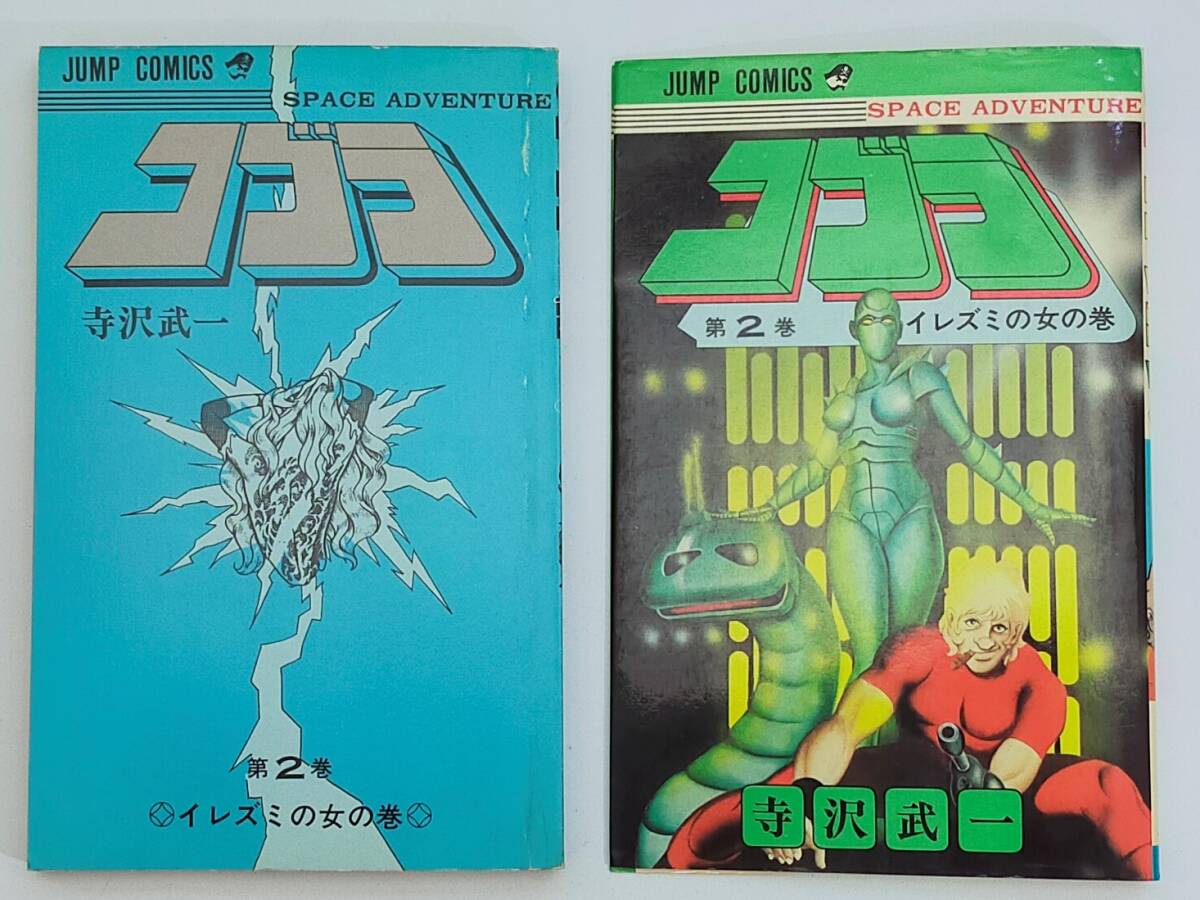 JUMP COMICS
SPACE ADVENTURE
コブラ
寺沢武一
第2巻
イレズミの女の巻
JUMP COMICS
SPACE ADVENTURE
コブラ
第2巻 イレズミの女の巻
寺沢武一